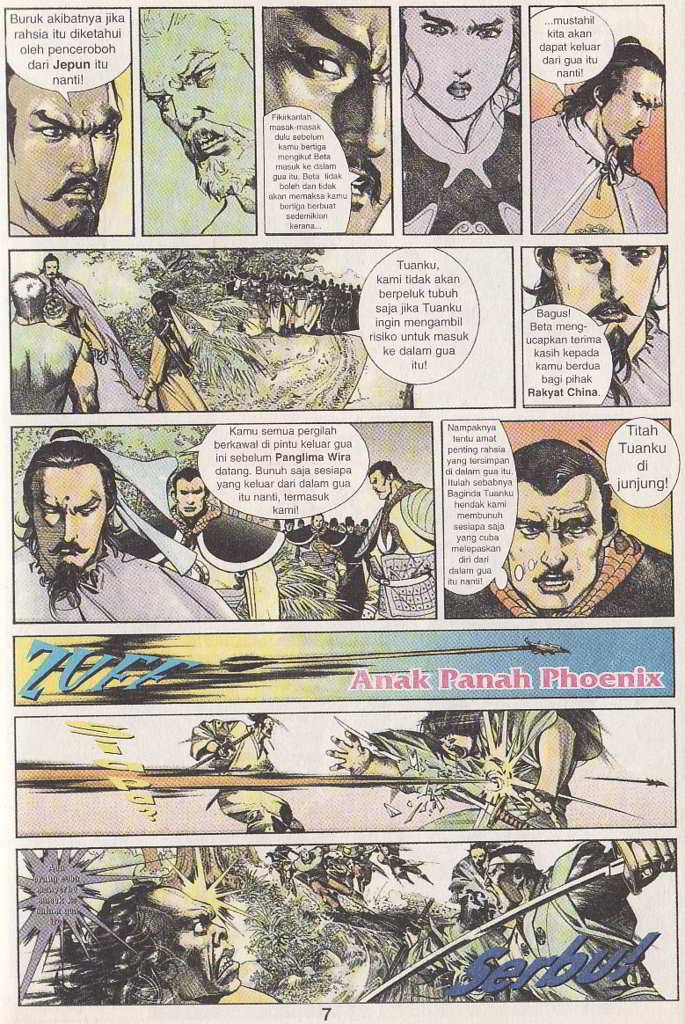 Buruk akibatnya jika
rahsia itu diketahui
oleh penceroboh
dari Jepun itu
nanti!
Fikirkanlah
masak-masak
dulu sebelum
kamu bertiga
mengikut Beta
masuk ke dalam
gua itu. Beta tidak
boleh dan tidak
akan memaksa kamu
bertiga berbuat
sedemikian
kerana...
...mustahil
kita akan
dapat keluar
dari gua itu
nanti!
Tuanku,
kami tidak akan
berpeluk tubuh
saja jika Tuanku
ingin mengambil
risiko untuk masuk
ke dalam gua
itu!
Bagus!
Beta meng-
ucapkan terima
kasih kepada
kamu berdua
bagi pihak
Rakyat China.
Kamu semua pergilah
berkawal di pintu keluar gua
ini sebelum Panglima Wira
datang. Bunuh saja sesiapa
yang keluar dari dalam gua
itu nanti, termasuk
kami!
Nampaknya
tentu amat
penting rahsia
yang tersimpan
di dalam gua itu,
itulah sebabnya
Baginda Tuanku
hendak kami
membunuh
sesiapa saja
yang cuba
melepaskan
diri dari
dalam gua
itu nanti!
Titah
Tuanku
di
junjung!
ZUFF
Anak Panah Phoenix
Serbu!
7